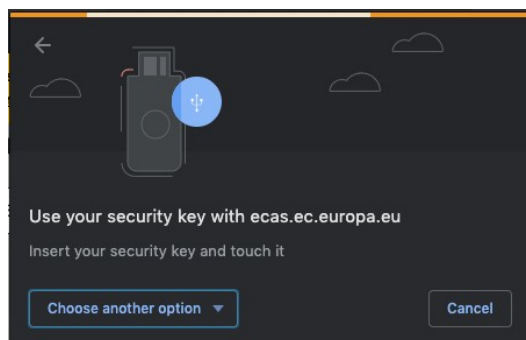 Use your security key with ecas.ec.europa.eu
Insert your security key and touch it
Choose another option
Cancel